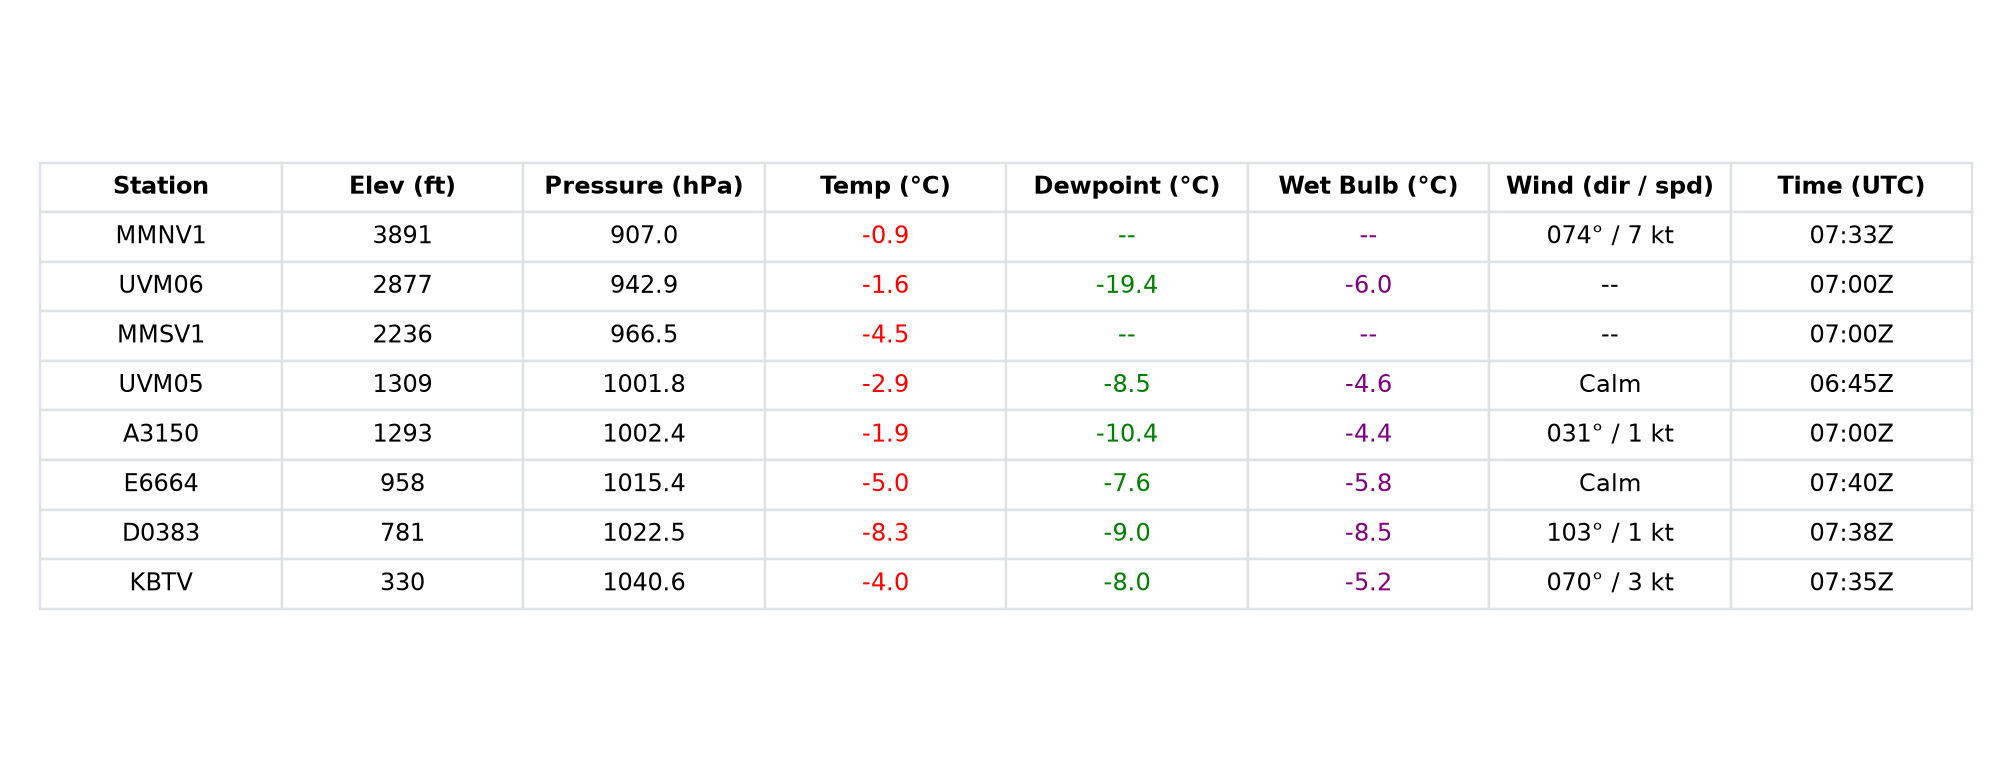 Station Elev (ft) Pressure (hPa) Temp (°C) Dewpoint (°C) Wet Bulb (°C) Wind (dir / spd) Time (UTC)
MMNV1 3891 907.0 -0.9 -- -- 074° / 7 kt 07:33Z
UVM06 2877 942.9 -1.6 -19.4 -6.0 -- 07:00Z
MMSV1 2236 966.5 -4.5 -- -- -- 07:00Z
UVM05 1309 1001.8 -2.9 -8.5 -4.6 Calm 06:45Z
A3150 1293 1002.4 -1.9 -10.4 -4.4 031° / 1 kt 07:00Z
E6664 958 1015.4 -5.0 -7.6 -5.8 Calm 07:40Z
D0383 781 1022.5 -8.3 -9.0 -8.5 103° / 1 kt 07:38Z
KBTV 330 1040.6 -4.0 -8.0 -5.2 070° / 3 kt 07:35Z